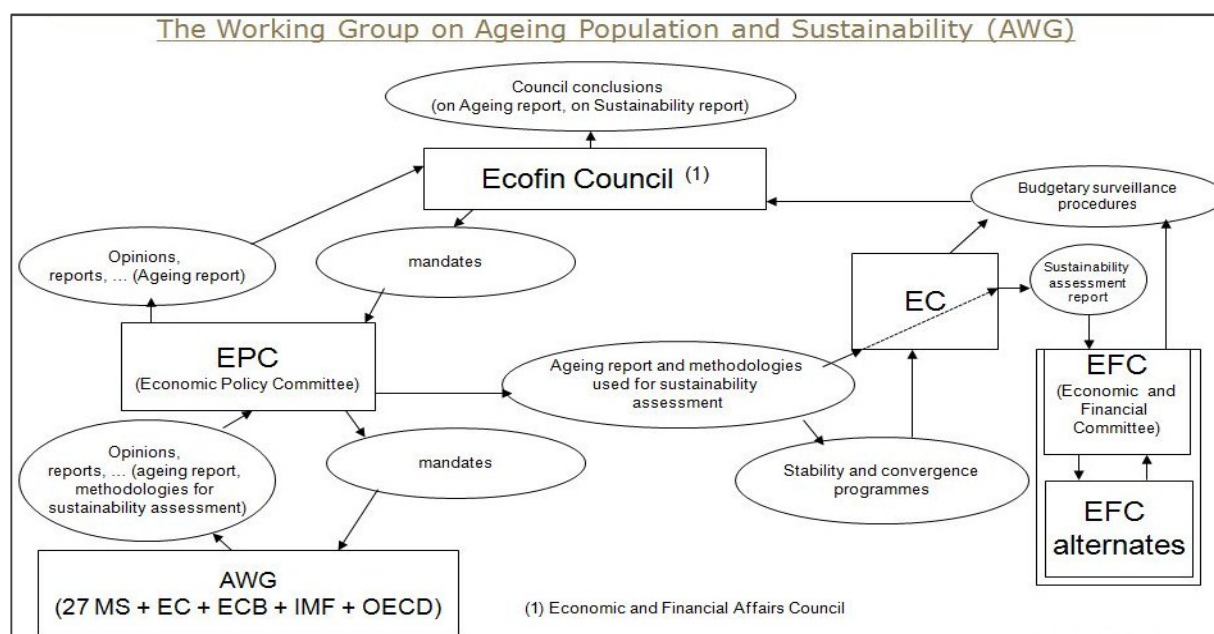 The Working Group on Ageing Population and Sustainability (AWG)
Council conclusions
(on Ageing report, on Sustainability report)
Ecofin Council (1)
Budgetary surveillance
procedures
Opinions,
reports, ... (Ageing report)
mandates
EC
Sustainability
assessment
report
EPC
(Economic Policy Committee)
Ageing report and methodologies
used for sustainability
assessment
EFC
(Economic and
Financial
Committee)
Opinions,
reports, ... (ageing report,
methodologies for
sustainability assessment)
mandates
Stability and convergence
programmes
EFC
alternates
AWG
(27 MS + EC + ECB + IMF + OECD)
(1) Economic and Financial Affairs Council